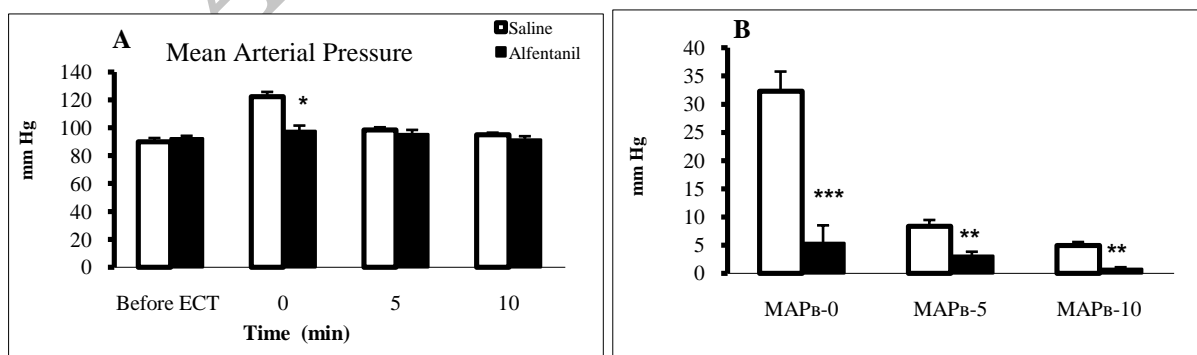 A
Mean Arterial Pressure
Saline
Alfentanil
mm Hg
140
120
100
80
60
40
20
0
*
Before ECT 0 5 10
Time (min)
B
mm Hg
40
35
30
25
20
15
10
5
0
***
**
**
MAPB-0 MAPB-5 MAPB-10